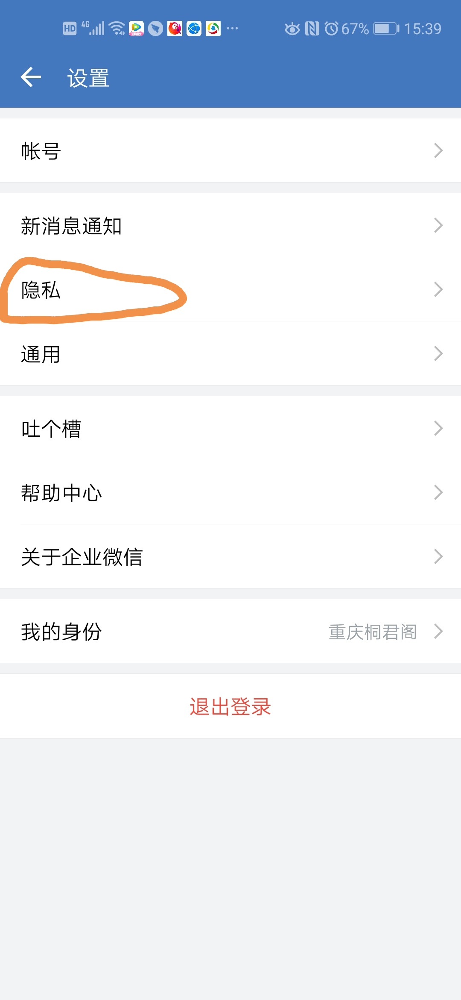 HD 4G 67% 15:39
设置
帐号
新消息通知
隐私
通用
吐个槽
帮助中心
关于企业微信
我的身份 重庆桐君阁
退出登录